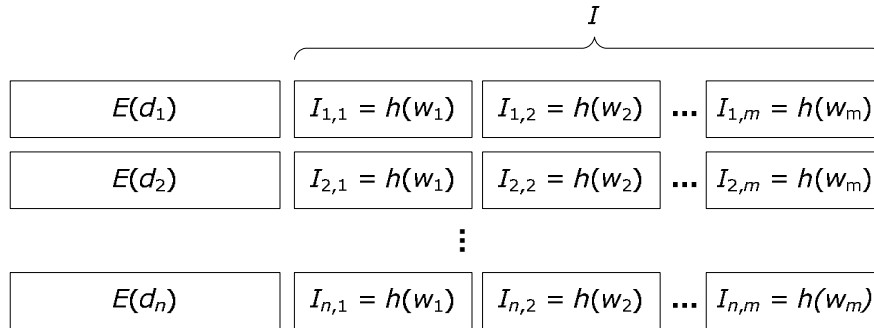 I
E(d₁) I₁,₁ = h(w₁) I₁,₂ = h(w₂) ... I₁,ₘ = h(wₘ)
E(d₂) I₂,₁ = h(w₁) I₂,₂ = h(w₂) ... I₂,ₘ = h(wₘ)
⋮
E(dₙ) Iₙ,₁ = h(w₁) Iₙ,₂ = h(w₂) ... Iₙ,ₘ = h(wₘ)